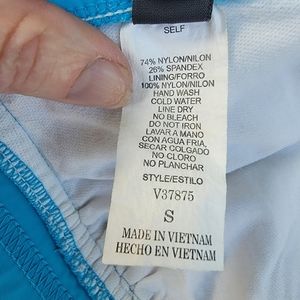 SELF
74% NYLON/NILON
26% SPANDEX
LINING/FORRO
100% NYLON/NILON
HAND WASH
COLD WATER
LINE DRY
NO BLEACH
DO NOT IRON
LAVAR A MANO
CON AGUA FRIA,
SECAR COLGADO
NO CLORO
NO PLANCHAR
STYLE/ESTILO
V37875
S
MADE IN VIETNAM
HECHO EN VIETNAM